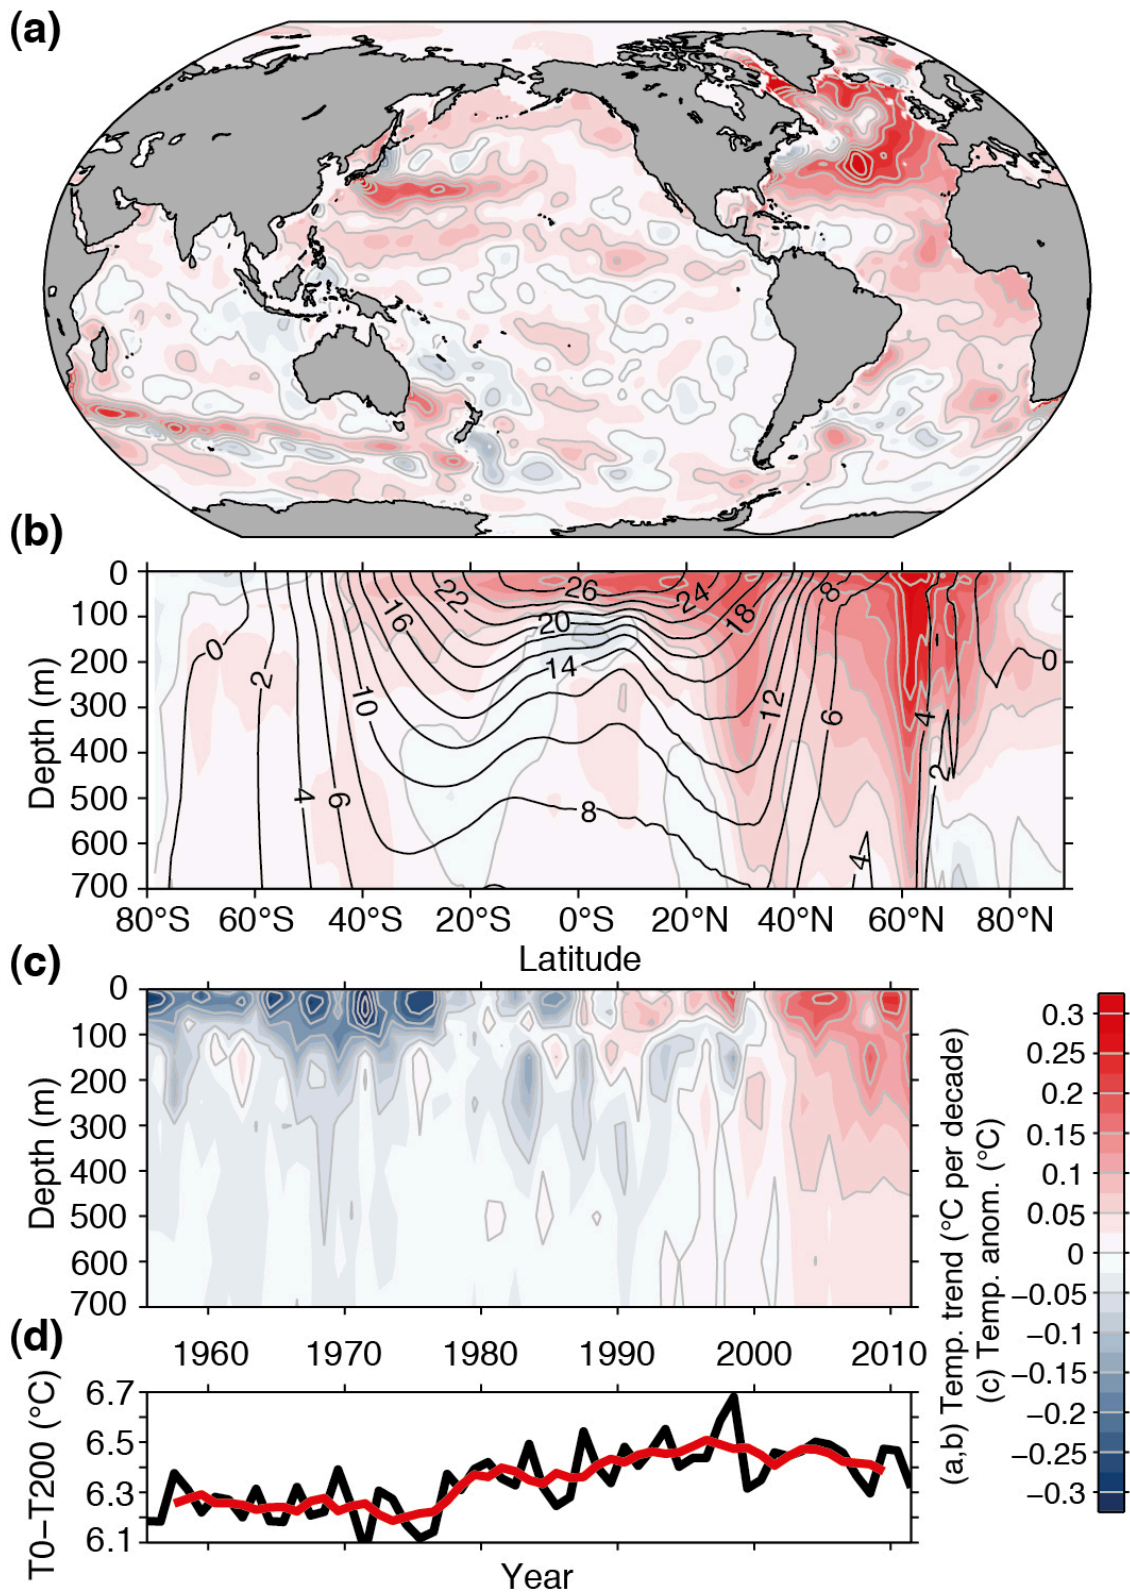 (a)
(b)
0
100
200
300
400
500
600
700
Depth (m)
0
2
4
6
10
16
22
26
20
14
8
24
18
12
6
8
4
2
4
0
80°S
60°S
40°S
20°S
0°S
20°N
40°N
60°N
80°N
Latitude
(c)
0
100
200
300
400
500
600
700
Depth (m)
1960
1970
1980
1990
2000
2010
(a,b) Temp. trend (°C per decade)
(c) Temp. anom. (°C)
0.3
0.25
0.2
0.15
0.1
0.05
0
−0.05
−0.1
−0.15
−0.2
−0.25
−0.3
(d)
T0−T200 (°C)
6.7
6.5
6.3
6.1
Year